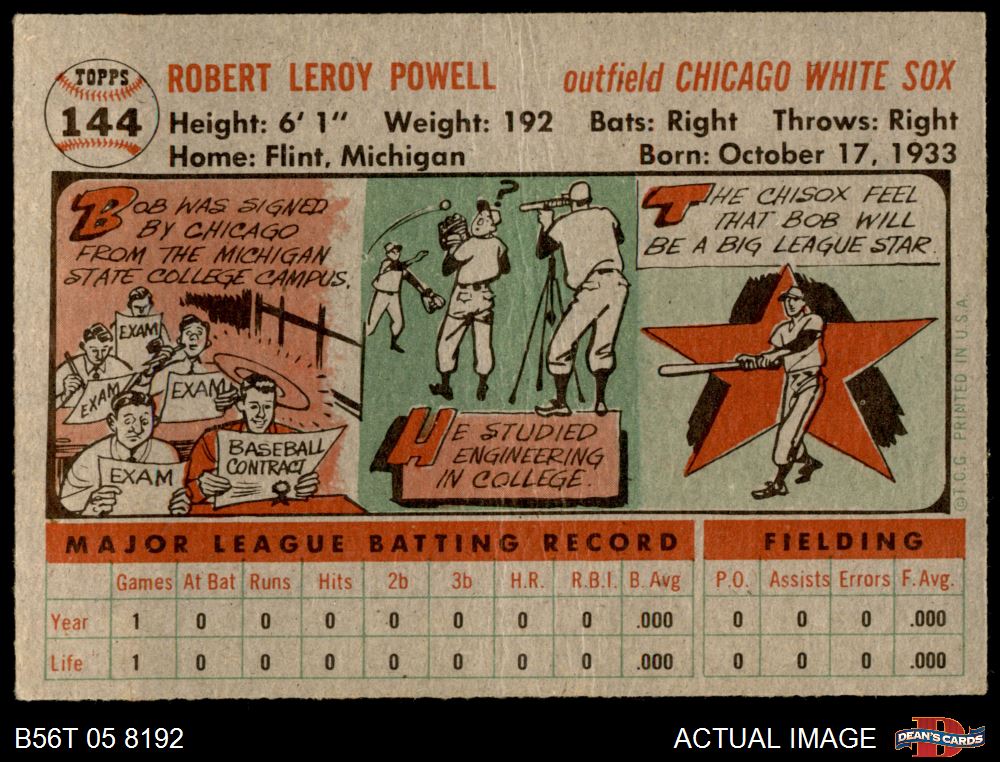 TOPPS
144
ROBERT LEROY POWELL outfield CHICAGO WHITE SOX
Height: 6' 1" Weight: 192 Bats: Right Throws: Right
Home: Flint, Michigan Born: October 17, 1933
BOB WAS SIGNED
BY CHICAGO
FROM THE MICHIGAN
STATE COLLEGE CAMPUS.
EXAM
EXAM
EXAM
EXAM
BASEBALL
CONTRACT
?
HE STUDIED
ENGINEERING
IN COLLEGE.
THE CHISOX FEEL
THAT BOB WILL
BE A BIG LEAGUE STAR.
© T.C.G. PRINTED IN U.S.A.
MAJOR LEAGUE BATTING RECORD FIELDING
Games At Bat Runs Hits 2b 3b H.R. R.B.I. B. Avg P.O. Assists Errors F. Avg.
Year 1 0 0 0 0 0 0 0 .000 0 0 0 .000
Life 1 0 0 0 0 0 0 0 .000 0 0 0 .000
B56T 05 8192 ACTUAL IMAGE DEAN'S CARDS